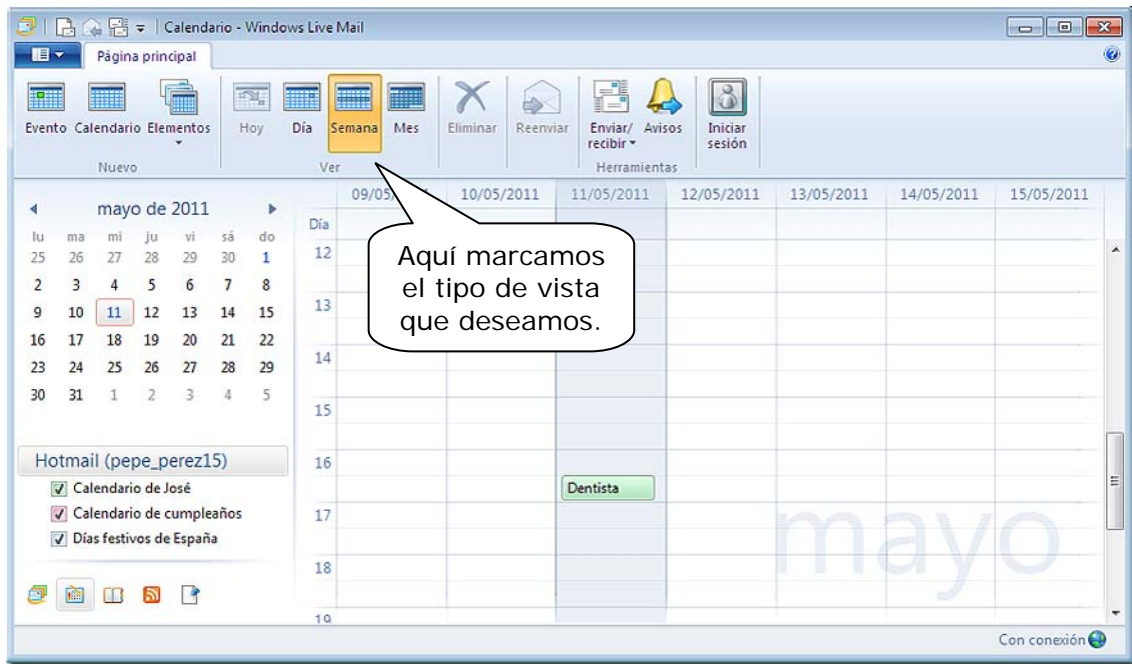 Calendario - Windows Live Mail
Página principal
Evento Calendario Elementos Hoy Día Semana Mes Eliminar Reenviar Enviar/ recibir Avisos Iniciar sesión
Nuevo Ver Herramientas
mayo de 2011
lu ma mi ju vi sá do
25 26 27 28 29 30 1
2 3 4 5 6 7 8
9 10 11 12 13 14 15
16 17 18 19 20 21 22
23 24 25 26 27 28 29
30 31 1 2 3 4 5
Hotmail (pepe_perez15)
Calendario de José
Calendario de cumpleaños
Días festivos de España
10/05/2011 11/05/2011 12/05/2011 13/05/2011 14/05/2011 15/05/2011
Día
12
Aquí marcamos
el tipo de vista
que deseamos.
13
14
15
16
Dentista
17
mayo
18
19
Con conexión